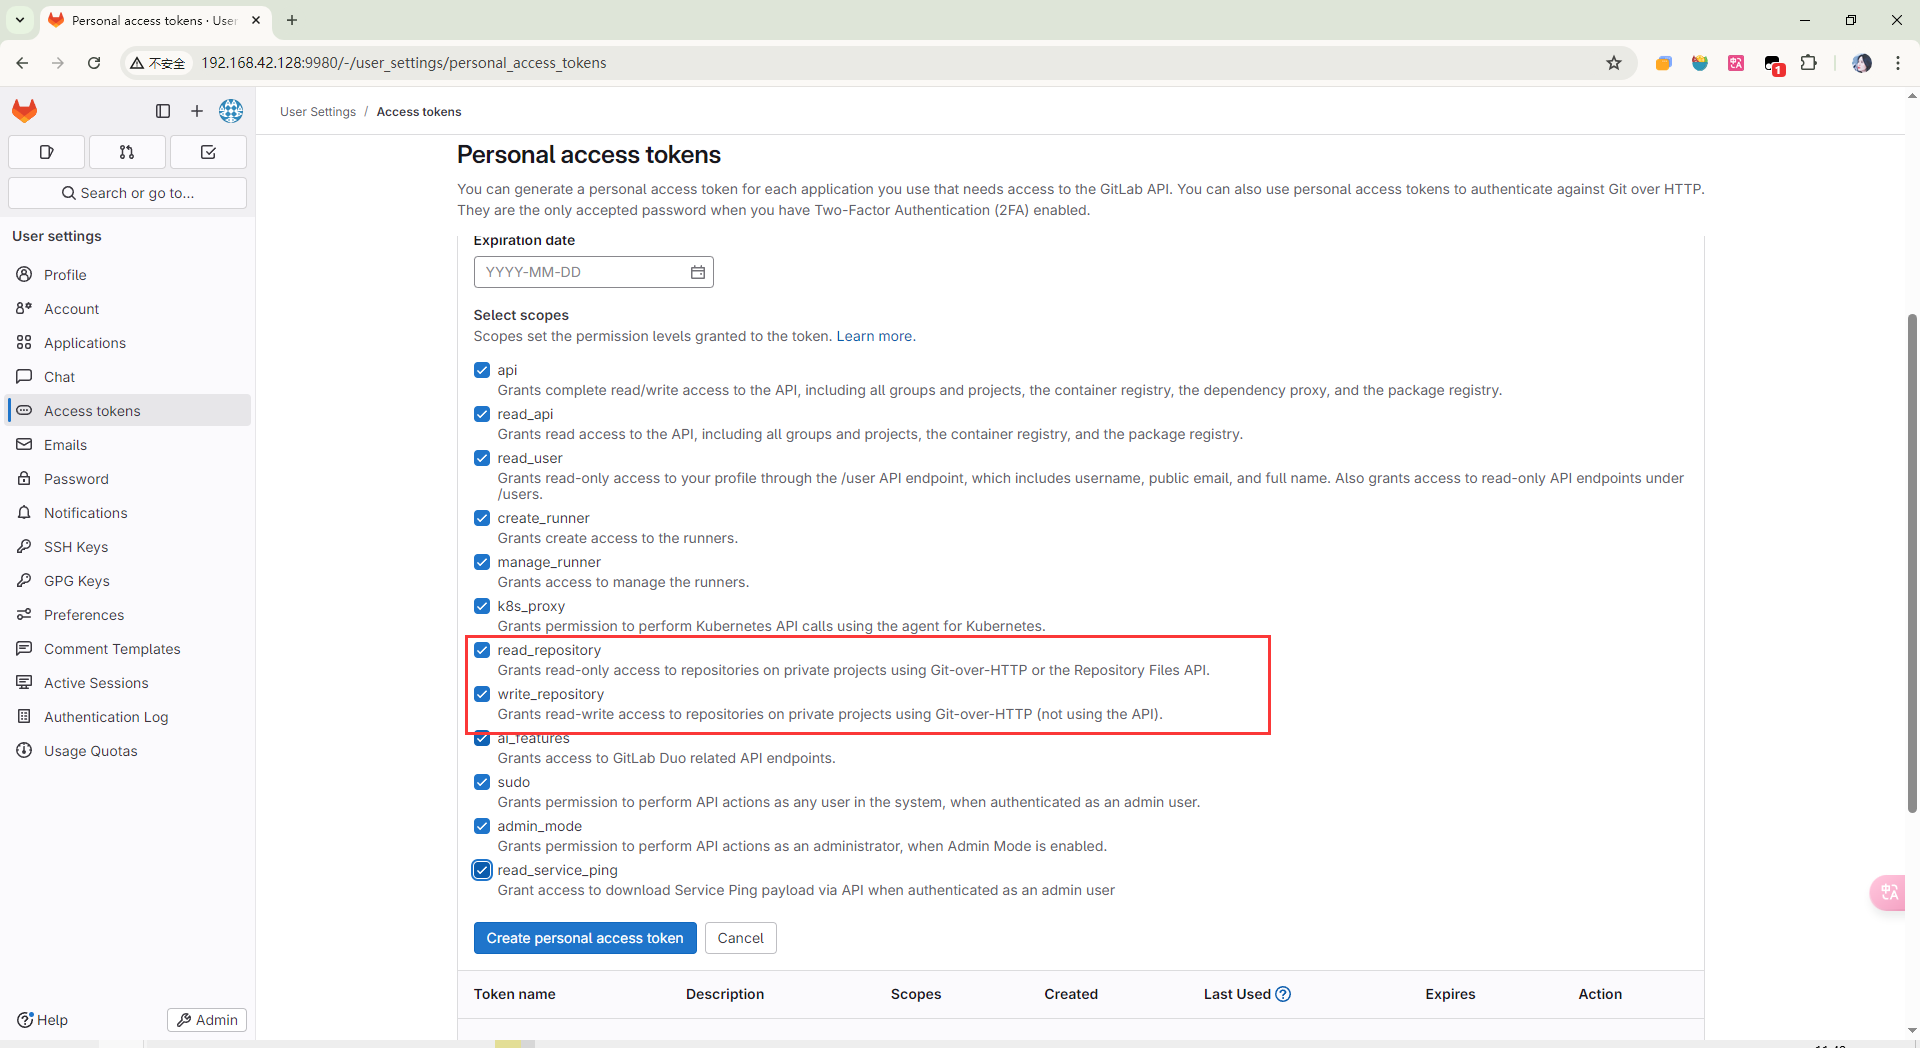 Personal access tokens · User
不安全
192.168.42.128:9980/-/user_settings/personal_access_tokens
1
User Settings / Access tokens
Search or go to...
User settings
Profile
Account
Applications
Chat
Access tokens
Emails
Password
Notifications
SSH Keys
GPG Keys
Preferences
Comment Templates
Active Sessions
Authentication Log
Usage Quotas
Help
Admin
Personal access tokens
You can generate a personal access token for each application you use that needs access to the GitLab API. You can also use personal access tokens to authenticate against Git over HTTP.
They are the only accepted password when you have Two-Factor Authentication (2FA) enabled.
Expiration date
YYYY-MM-DD
Select scopes
Scopes set the permission levels granted to the token. Learn more.
api
Grants complete read/write access to the API, including all groups and projects, the container registry, the dependency proxy, and the package registry.
read_api
Grants read access to the API, including all groups and projects, the container registry, and the package registry.
read_user
Grants read-only access to your profile through the /user API endpoint, which includes username, public email, and full name. Also grants access to read-only API endpoints under
/users.
create_runner
Grants create access to the runners.
manage_runner
Grants access to manage the runners.
k8s_proxy
Grants permission to perform Kubernetes API calls using the agent for Kubernetes.
read_repository
Grants read-only access to repositories on private projects using Git-over-HTTP or the Repository Files API.
write_repository
Grants read-write access to repositories on private projects using Git-over-HTTP (not using the API).
ai_features
Grants access to GitLab Duo related API endpoints.
sudo
Grants permission to perform API actions as any user in the system, when authenticated as an admin user.
admin_mode
Grants permission to perform API actions as an administrator, when Admin Mode is enabled.
read_service_ping
Grant access to download Service Ping payload via API when authenticated as an admin user
Create personal access token
Cancel
Token name Description Scopes Created Last Used Expires Action